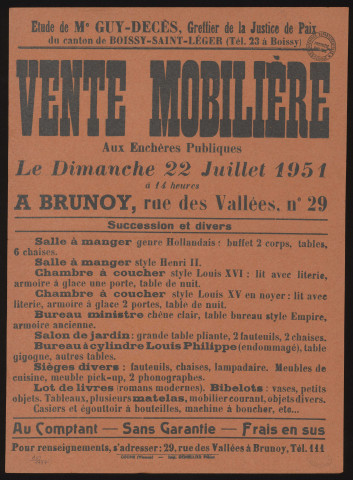 Etude de Me GUY-DECÈS, Greffier de la Justice de Paix
du canton de BOISSY-SAINT-LÉGER (Tél. 23 à Boissy)
VENTE MOBILIÈRE
Aux Enchères Publiques
Le Dimanche 22 Juillet 1951
à 14 heures
A BRUNOY, rue des Vallées, n° 29
Succession et divers
Salle à manger genre Hollandais : buffet 2 corps, tables,
6 chaises.
Salle à manger style Henri II.
Chambre à coucher style Louis XVI : lit avec literie,
armoire à glace une porte, table de nuit.
Chambre à coucher style Louis XV en noyer : lit avec
literie, armoire à glace 2 portes, table de nuit.
Bureau ministre chêne clair, table bureau style Empire,
armoire ancienne.
Salon de jardin : grande table pliante, 2 fauteuils, 2 chaises.
Bureau à cylindre Louis Philippe (endommagé), table
gigogne, autres tables.
Sièges divers : fauteuils, chaises, lampadaire. Meubles de
cuisine, meuble pick-up, 2 phonographes.
Lot de livres (romans modernes). Bibelots : vases, petits
objets. Tableaux, plusieurs matelas, mobilier courant, objets divers.
Casiers et égouttoir à bouteilles, machine à boucher, etc...
Au Comptant — Sans Garantie — Frais en sus
Pour renseignements, s'adresser : 29, rue des Vallées à Brunoy, Tél. 111